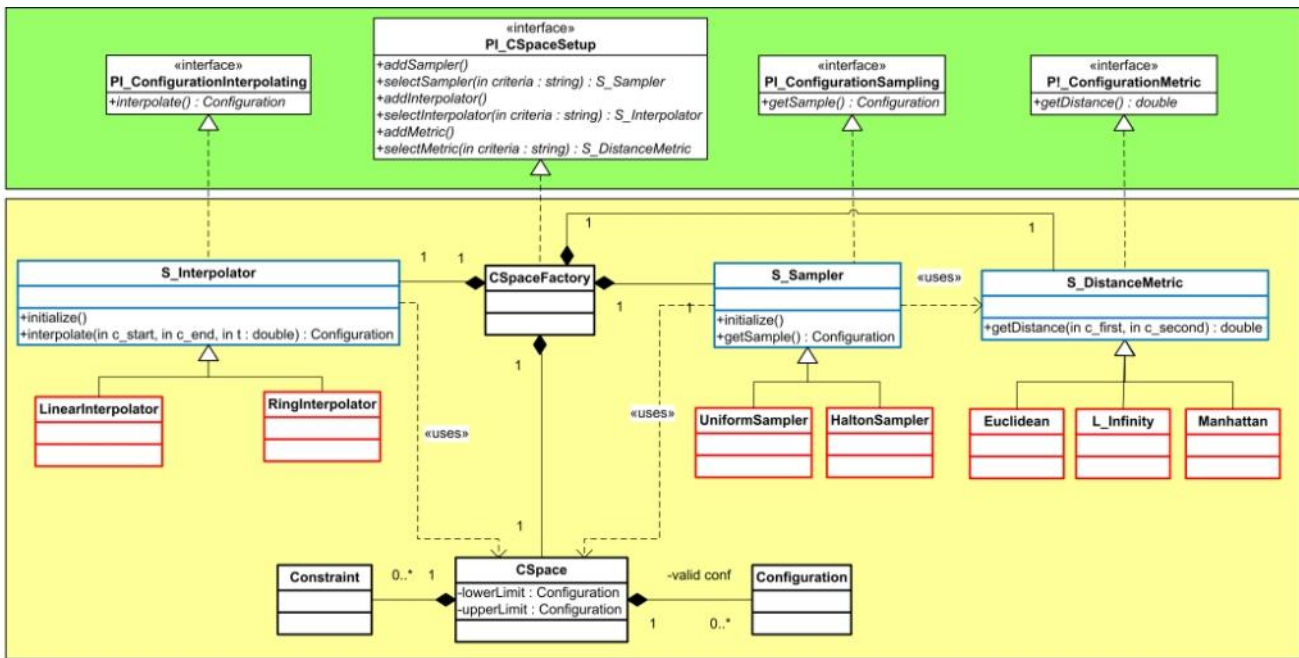 «interface»
PI_ConfigurationInterpolating
+interpolate() : Configuration
«interface»
PI_CSpaceSetup
+addSampler()
+selectSampler(in criteria : string) : S_Sampler
+addInterpolator()
+selectInterpolator(in criteria : string) : S_Interpolator
+addMetric()
+selectMetric(in criteria : string) : S_DistanceMetric
«interface»
PI_ConfigurationSampling
+getSample() : Configuration
«interface»
P!_ConfigurationMetric
+getDistance() : double
1
1
1
1
1
S_Interpolator
+initialize()
+interpolate(in c_start, in c_end, in t : double) : Configuration
CSpaceFactory
1
1
S_Sampler
+initialize()
+getSample() : Configuration
«uses»
S_DistanceMetric
+getDistance(in c_first, in c_second) : double
1
LinearInterpolator
RingInterpolator
«uses»
«uses»
UniformSampler
HaltonSampler
Euclidean
L_Infinity
Manhattan
1
Constraint
0..*
1
CSpace
-lowerLimit : Configuration
-upperLimit : Configuration
-valid conf
1
0..*
Configuration